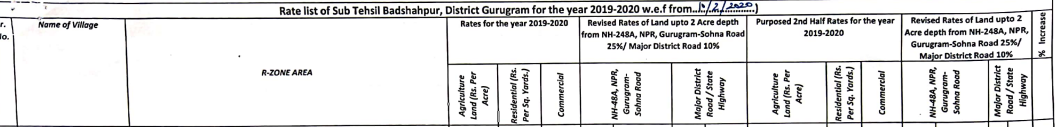 Rate list of Sub Tehsil Badshahpur, District Gurugram for the year 2019-2020 w.e.f from..1/2/2020......)
r.
lo.
Name of Village
R-ZONE AREA
Rates for the year 2019-2020
Agriculture Land (Rs. Per Acre)
Residential (Rs. Per Sq. Yards.)
Commercial
Revised Rates of Land upto 2 Acre depth
from NH-248A, NPR, Gurugram-Sohna Road
25%/ Major District Road 10%
NH-48A, NPR, Gurugram-Sohna Road
Major District Road / State Highway
Purposed 2nd Half Rates for the year
2019-2020
Agriculture Land (Rs. Per Acre)
Residential (Rs. Per Sq. Yards.)
Commercial
Revised Rates of Land upto 2
Acre depth from NH-248A, NPR,
Gurugram-Sohna Road 25%/
Major District Road 10%
NH-48A, NPR, Gurugram-Sohna Road
Major District Road / State Highway
% Increase